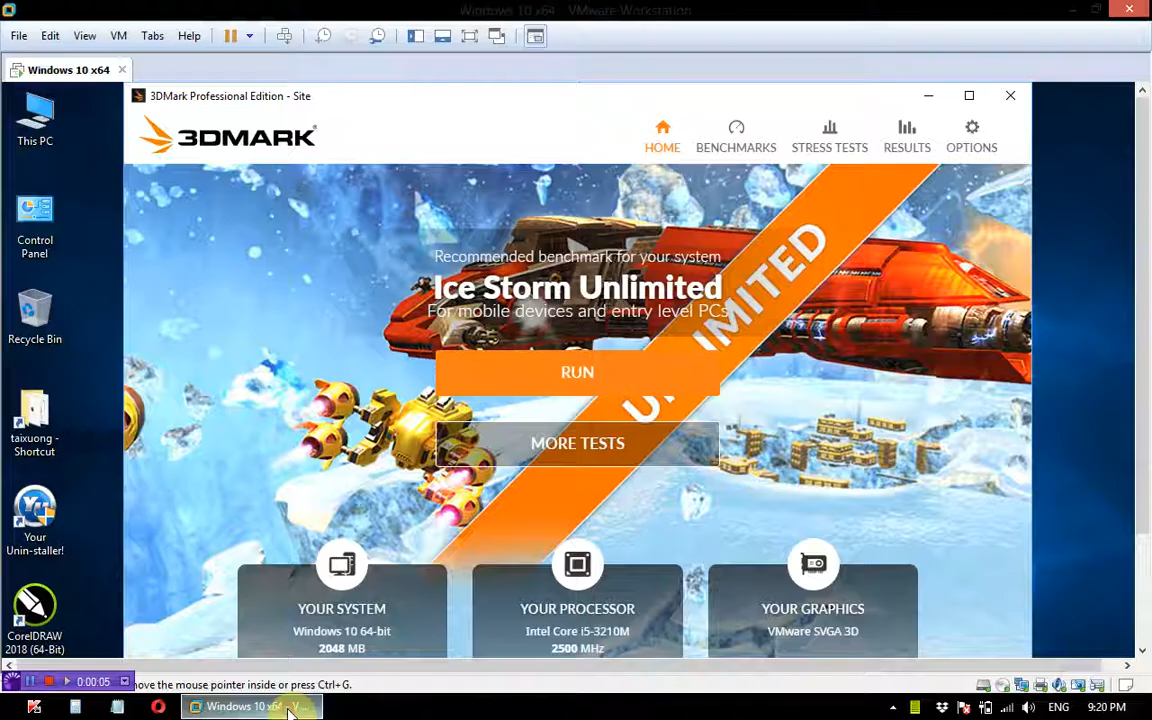 Windows 10 x64 - VMware Workstation
File Edit View VM Tabs Help
Windows 10 x64
This PC
Control
Panel
Recycle Bin
taixuong -
Shortcut
Your
Unin-staller!
CorelDRAW
2018 (64-Bit)
3DMark Professional Edition - Site
3DMARK
HOME BENCHMARKS STRESS TESTS RESULTS OPTIONS
UNLIMITED
Recommended benchmark for your system
Ice Storm Unlimited
For mobile devices and entry level PCs
RUN
MORE TESTS
YOUR SYSTEM
Windows 10 64-bit
2048 MB
YOUR PROCESSOR
Intel Core i5-3210M
2500 MHz
YOUR GRAPHICS
VMware SVGA 3D
0:00:05
move the mouse pointer inside or press Ctrl+G.
Windows 10 x64 - V...
ENG 9:20 PM